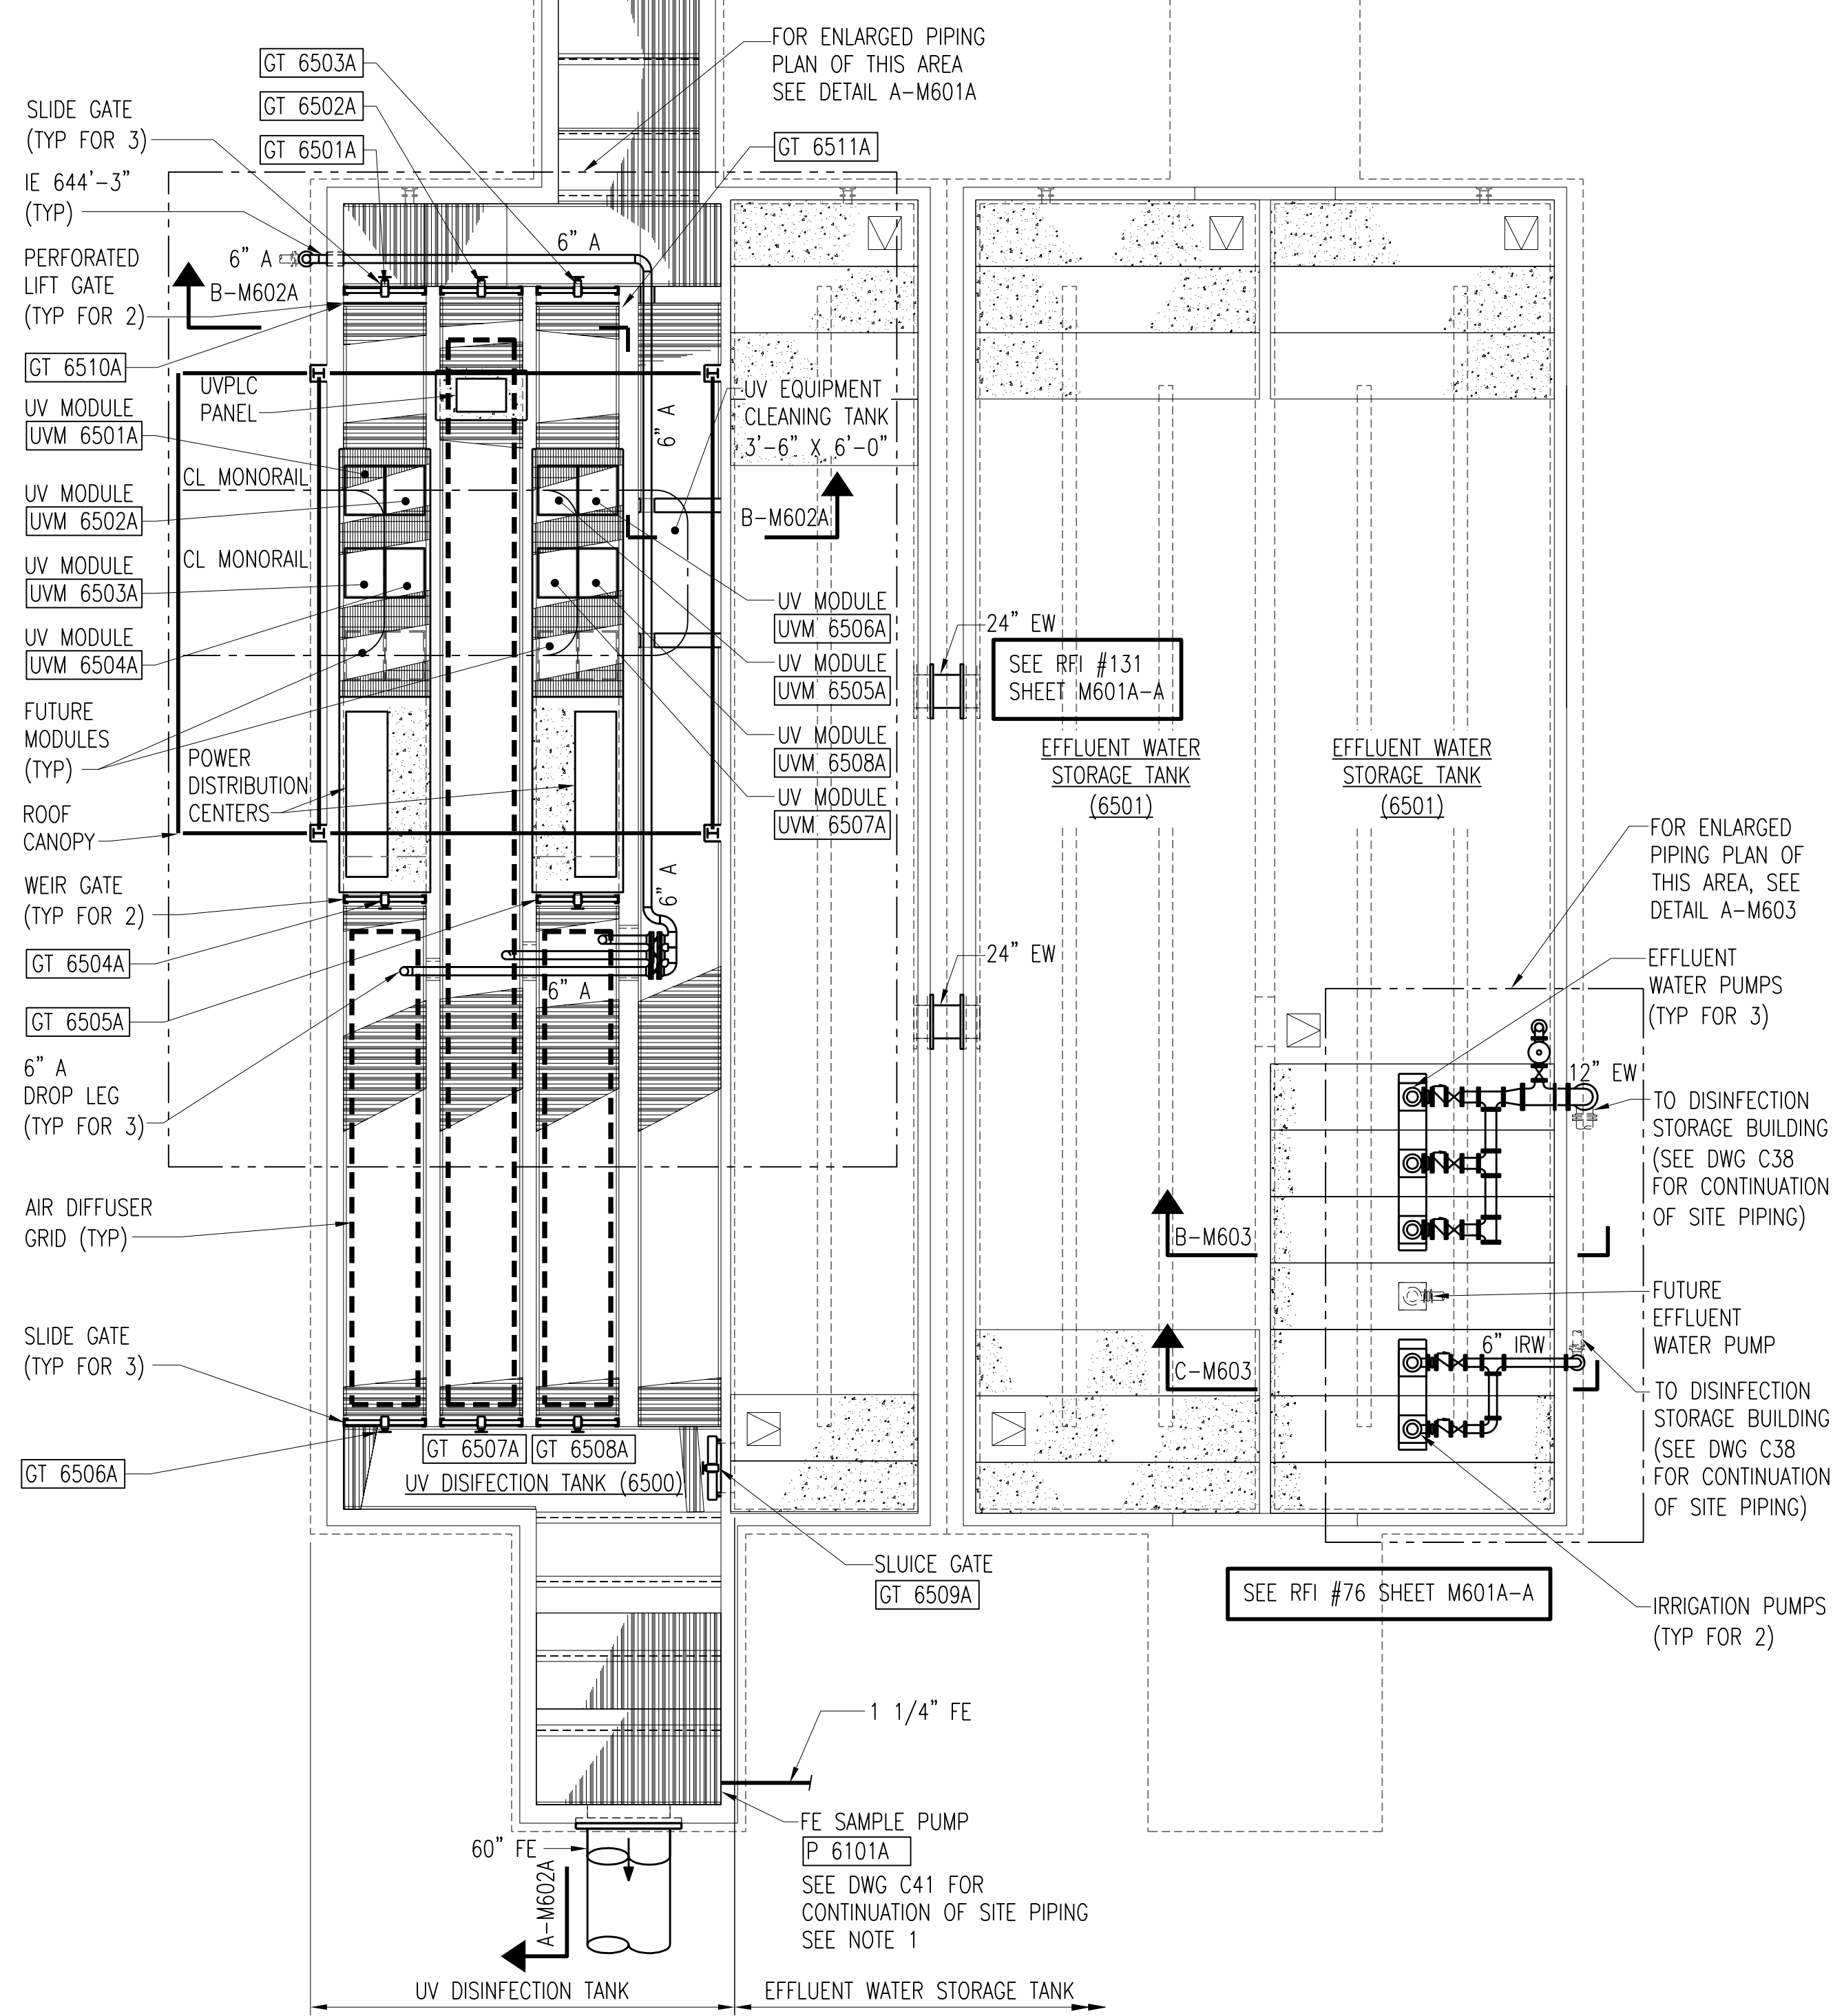 FOR ENLARGED PIPING
PLAN OF THIS AREA
SEE DETAIL A-M601A
GT 6503A
GT 6502A
GT 6501A
GT 6511A
SLIDE GATE
(TYP FOR 3)
IE 644'-3"
(TYP)
PERFORATED
LIFT GATE
(TYP FOR 2)
GT 6510A
6" A
6" A
B-M602A
UVPLC
PANEL
UV MODULE
UVM 6501A
CL MONORAIL
UV MODULE
UVM 6502A
CL MONORAIL
UV MODULE
UVM 6503A
UV MODULE
UVM 6504A
FUTURE
MODULES
(TYP)
POWER
DISTRIBUTION
CENTERS
ROOF
CANOPY
WEIR GATE
(TYP FOR 2)
GT 6504A
GT 6505A
6" A
DROP LEG
(TYP FOR 3)
AIR DIFFUSER
GRID (TYP)
SLIDE GATE
(TYP FOR 3)
GT 6506A
6" A
UV EQUIPMENT
CLEANING TANK
3'-6" X 6'-0"
B-M602A
UV MODULE
UVM 6506A
UV MODULE
UVM 6505A
UV MODULE
UVM 6508A
UV MODULE
UVM 6507A
6" A
6" A
24" EW
SEE RFI #131
SHEET M601A-A
24" EW
EFFLUENT WATER
STORAGE TANK
(6501)
EFFLUENT WATER
STORAGE TANK
(6501)
FOR ENLARGED
PIPING PLAN OF
THIS AREA, SEE
DETAIL A-M603
EFFLUENT
WATER PUMPS
(TYP FOR 3)
12" EW
TO DISINFECTION
STORAGE BUILDING
(SEE DWG C38
FOR CONTINUATION
OF SITE PIPING)
B-M603
FUTURE
EFFLUENT
WATER PUMP
6" IRW
C-M603
TO DISINFECTION
STORAGE BUILDING
(SEE DWG C38
FOR CONTINUATION
OF SITE PIPING)
GT 6507A
GT 6508A
UV DISIFECTION TANK (6500)
SLUICE GATE
GT 6509A
SEE RFI #76 SHEET M601A-A
IRRIGATION PUMPS
(TYP FOR 2)
1 1/4" FE
FE SAMPLE PUMP
P 6101A
SEE DWG C41 FOR
CONTINUATION OF SITE PIPING
SEE NOTE 1
60" FE
A-M602A
UV DISINFECTION TANK
EFFLUENT WATER STORAGE TANK